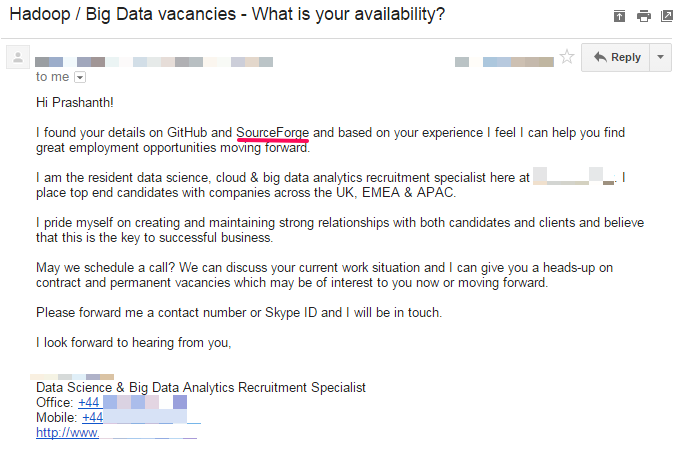 Hadoop / Big Data vacancies - What is your availability?
Reply
to me
Hi Prashanth!
I found your details on GitHub and SourceForge and based on your experience I feel I can help you find
great employment opportunities moving forward.
I am the resident data science, cloud & big data analytics recruitment specialist here at . I
place top end candidates with companies across the UK, EMEA & APAC.
I pride myself on creating and maintaining strong relationships with both candidates and clients and believe
that this is the key to successful business.
May we schedule a call? We can discuss your current work situation and I can give you a heads-up on
contract and permanent vacancies which may be of interest to you now or moving forward.
Please forward me a contact number or Skype ID and I will be in touch.
I look forward to hearing from you,
Data Science & Big Data Analytics Recruitment Specialist
Office: +44
Mobile: +44
http://www.